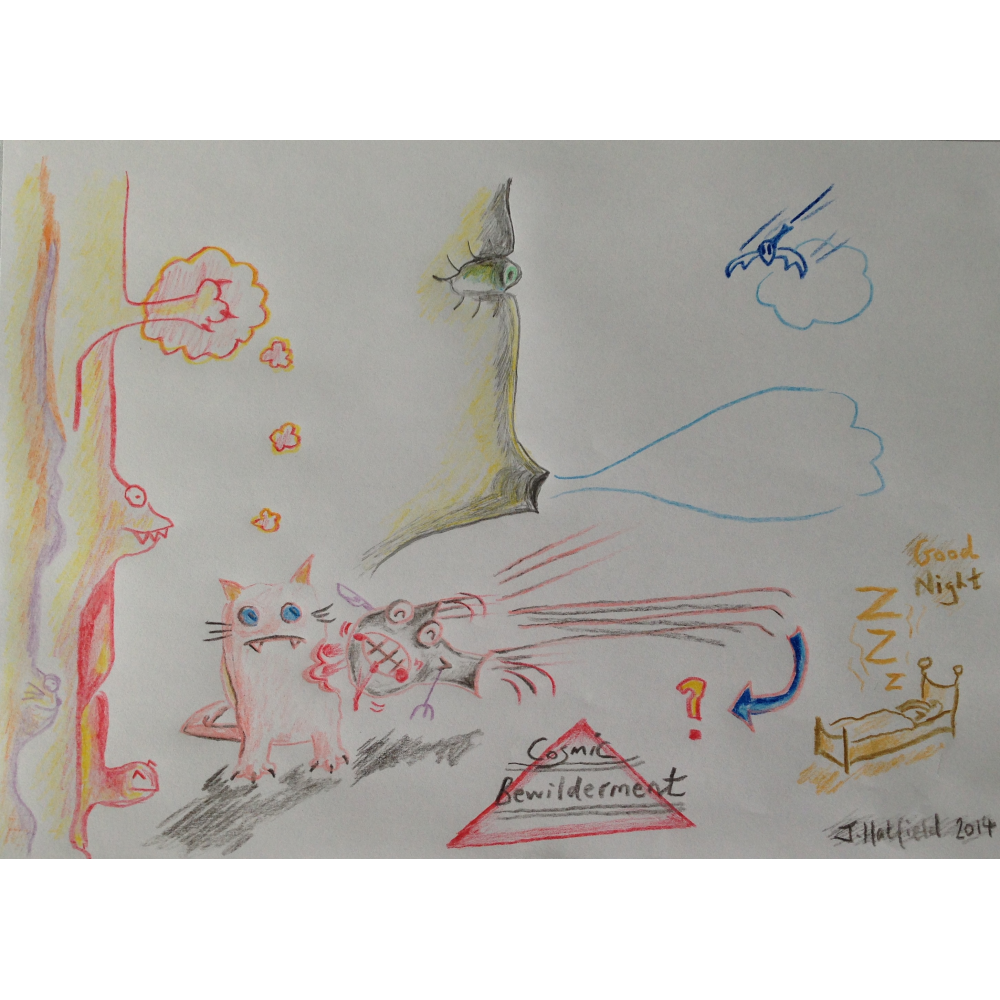 Good
Night
Z
Z
Z
?
Cosmic
Bewilderment
J. Hatfield 2014